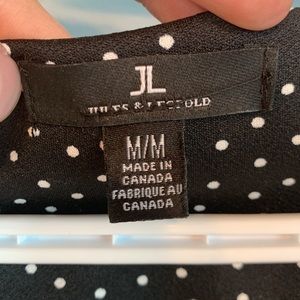 JL
JULES & LEOPOLD
M/M
MADE IN
CANADA
FABRIQUE AU
CANADA